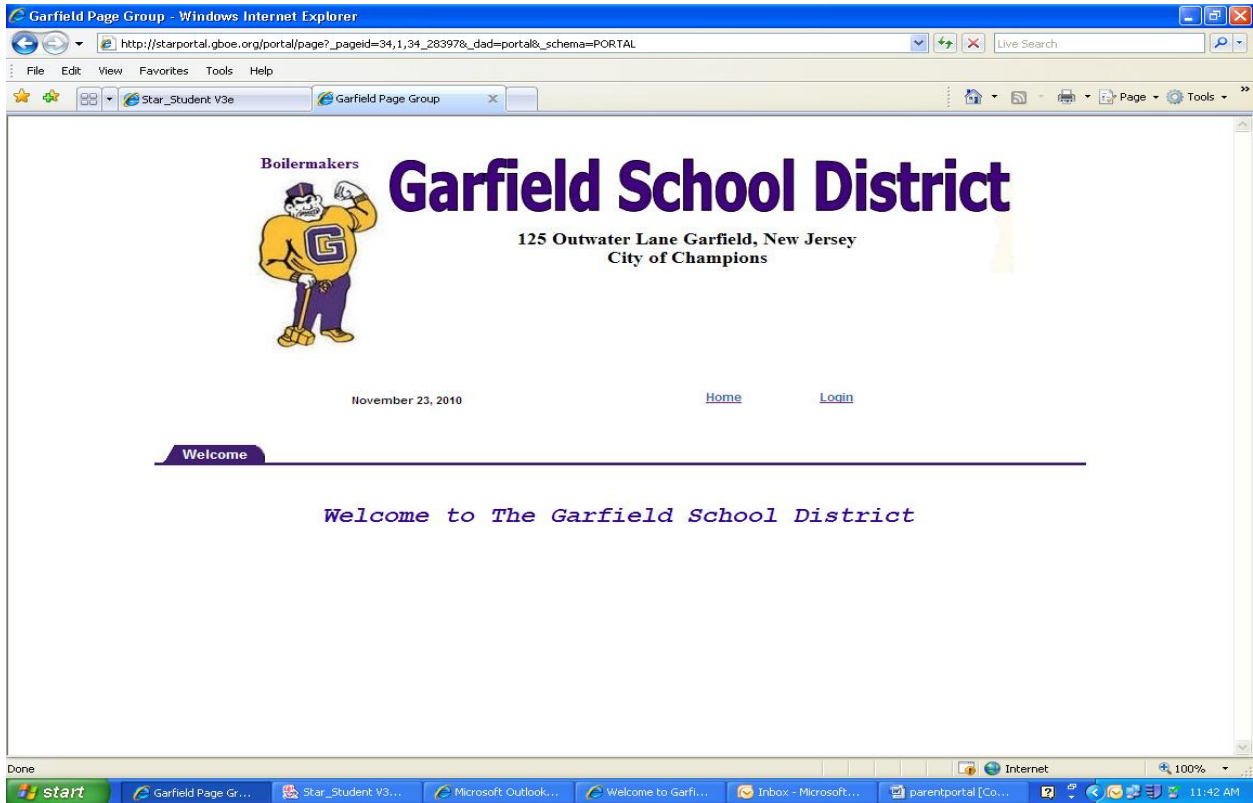 Garfield Page Group - Windows Internet Explorer
http://starportal.gboe.org/portal/page?_pageid=34,1,34_28397&_dad=portal&_schema=PORTAL
Live Search
File Edit View Favorites Tools Help
Star_Student V3e
Garfield Page Group
Page
Tools
Boilermakers
Garfield School District
125 Outwater Lane Garfield, New Jersey
City of Champions
G
November 23, 2010
Home
Login
Welcome
Welcome to The Garfield School District
Done
Internet
100%
start
Garfield Page Gr...
Star_Student V3...
Microsoft Outlook...
Welcome to Garfi...
Inbox - Microsoft...
parentportal [Co...
11:42 AM